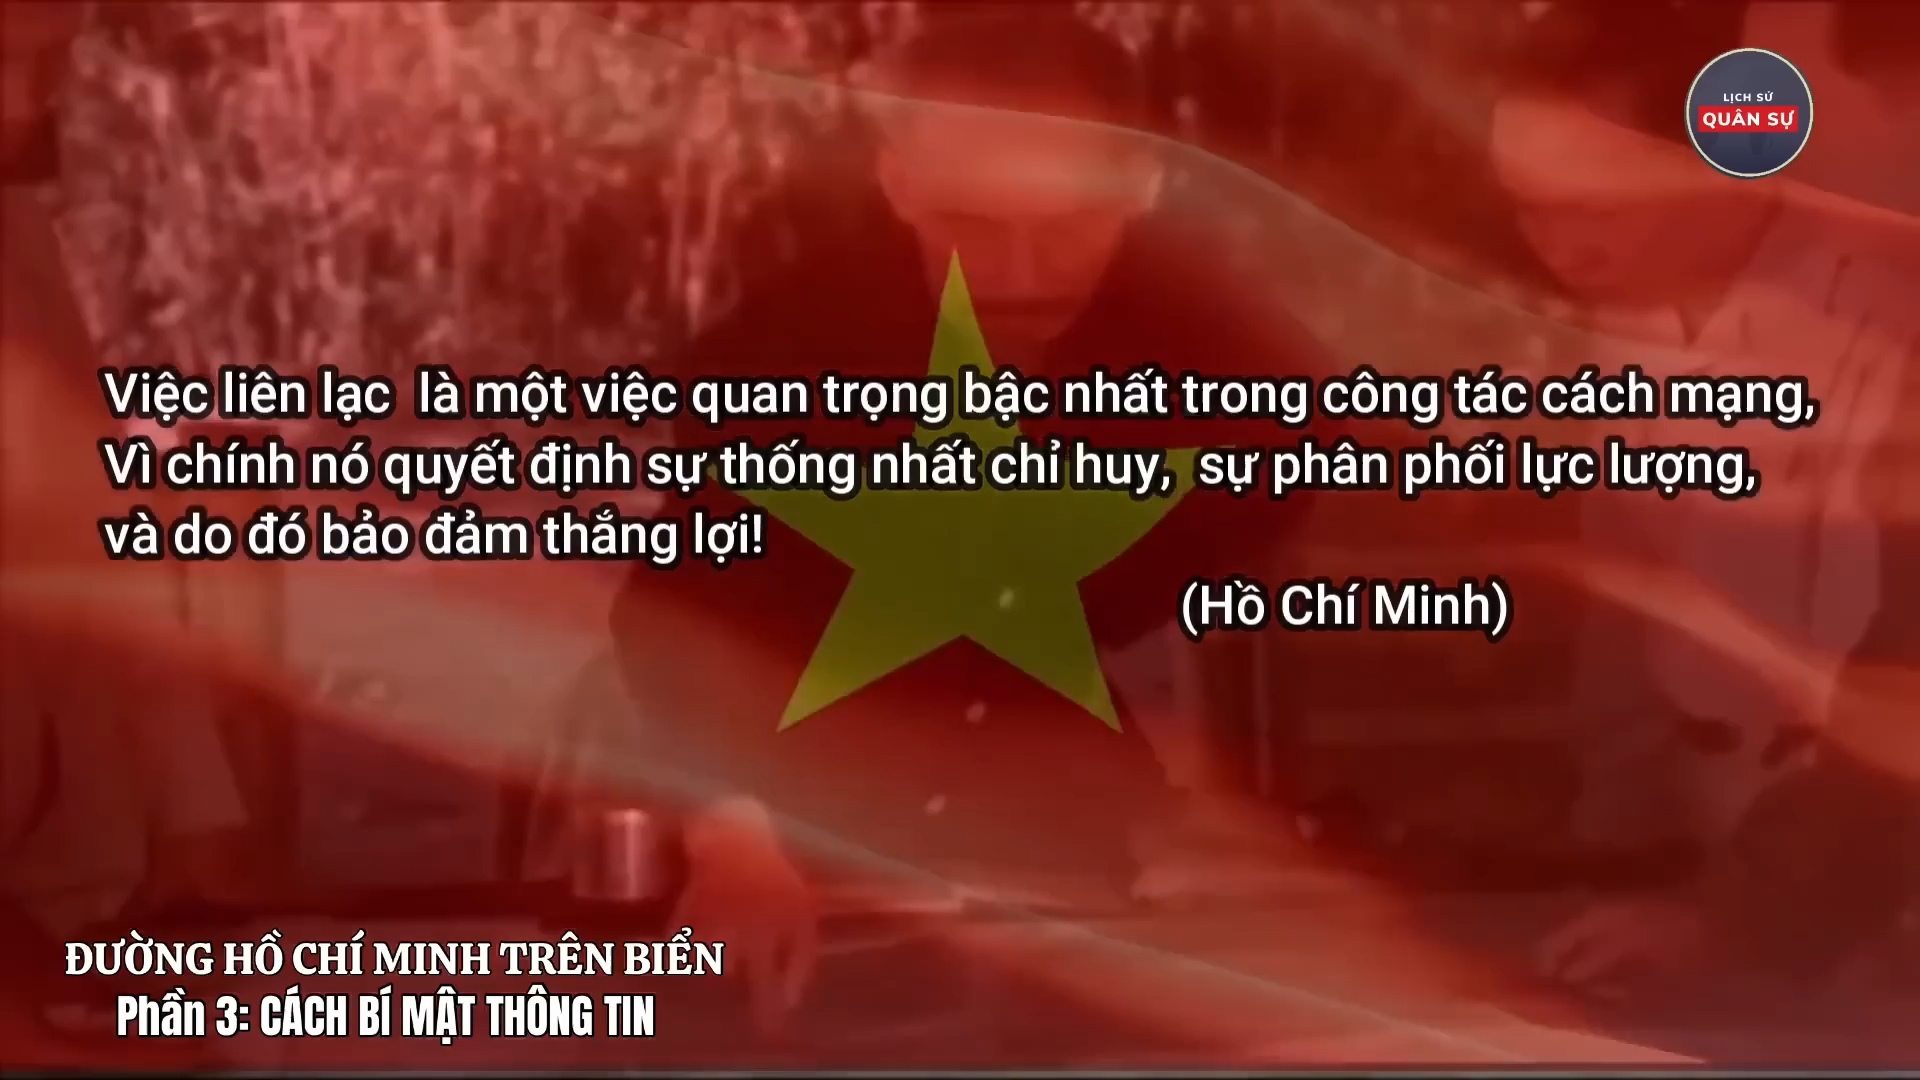 LỊCH SỬ
QUÂN SỰ
Việc liên lạc là một việc quan trọng bậc nhất trong công tác cách mạng,
Vì chính nó quyết định sự thống nhất chỉ huy, sự phân phối lực lượng,
và do đó bảo đảm thắng lợi!
(Hồ Chí Minh)
ĐƯỜNG HỒ CHÍ MINH TRÊN BIỂN
Phần 3: CÁCH BÍ MẬT THÔNG TIN